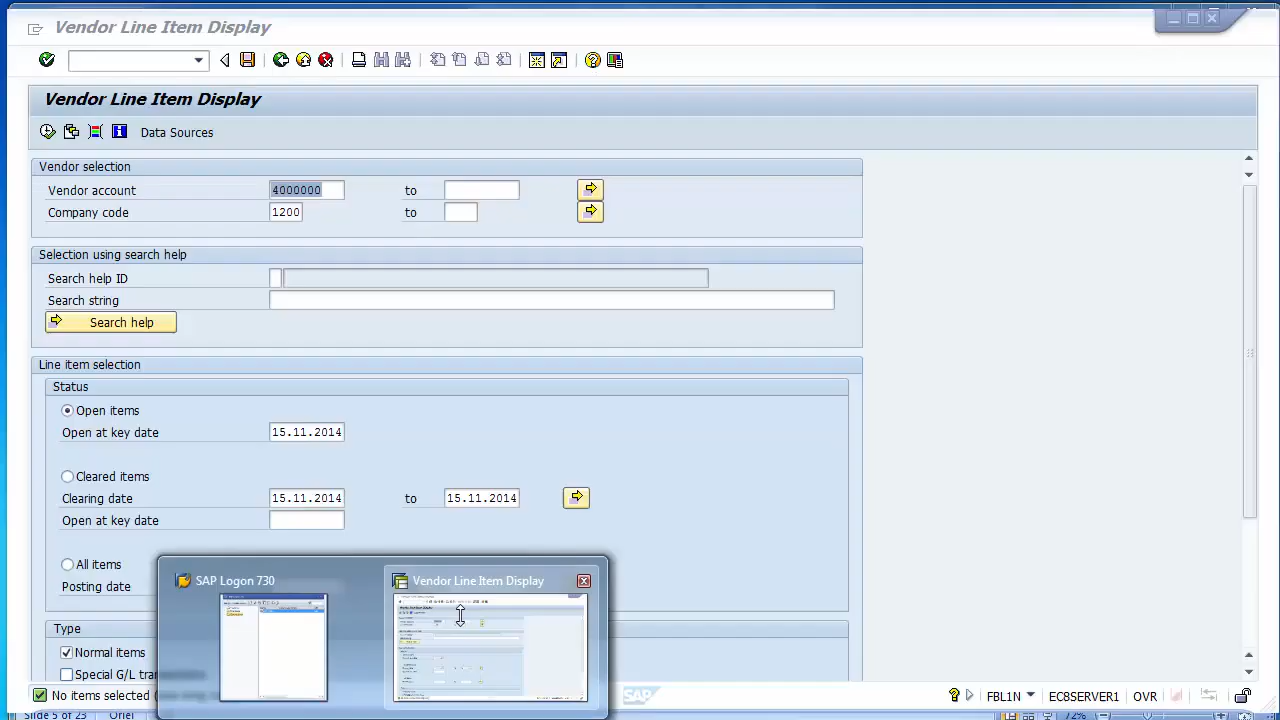 Vendor Line Item Display
Vendor Line Item Display
Data Sources
Vendor selection
Vendor account 4000000 to
Company code 1200 to
Selection using search help
Search help ID
Search string
Search help
Line item selection
Status
Open items
Open at key date 15.11.2014
Cleared items
Clearing date 15.11.2014 to 15.11.2014
Open at key date
All items
Posting date
SAP Logon 730
Vendor Line Item Display
Type
Normal items
Special G/L tra
No items selected
SAP
FBL1N
EC8SERVER1
OVR
Slide 5 of 23
Oriel
72%